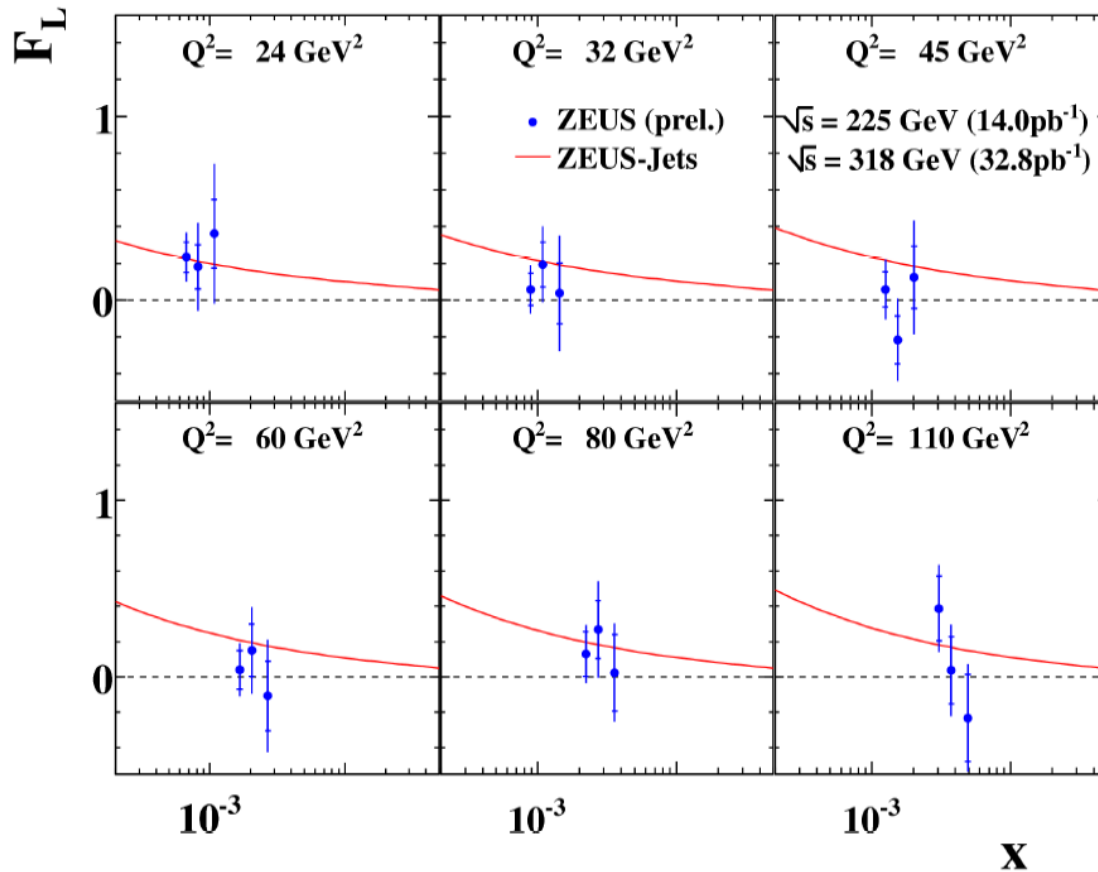 F_L
Q²= 24 GeV²
Q²= 32 GeV²
Q²= 45 GeV²
ZEUS (prel.)
ZEUS-Jets
√s = 225 GeV (14.0pb⁻¹)
√s = 318 GeV (32.8pb⁻¹)
1
0
Q²= 60 GeV²
Q²= 80 GeV²
Q²= 110 GeV²
1
0
10⁻³
10⁻³
10⁻³
x